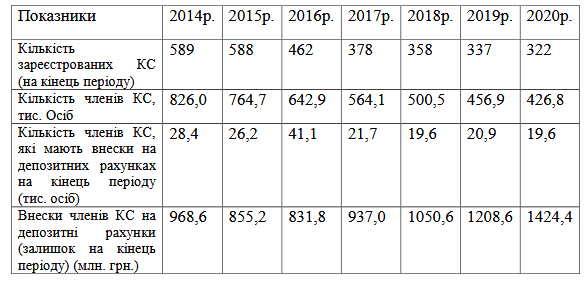 Показники 2014р. 2015р. 2016р. 2017р. 2018р. 2019р. 2020р.
Кількість 589 588 462 378 358 337 322
зареєстрованих КС
(на кінець періоду)
Кількість членів КС, 826,0 764,7 642,9 564,1 500,5 456,9 426,8
тис. Осіб
Кількість членів КС, 28,4 26,2 41,1 21,7 19,6 20,9 19,6
які мають внески на
депозитних рахунках
на кінець періоду
(тис. осіб)
Внески членів КС на 968,6 855,2 831,8 937,0 1050,6 1208,6 1424,4
депозитні рахунки
(залишок на кінець
періоду) (млн. грн.)